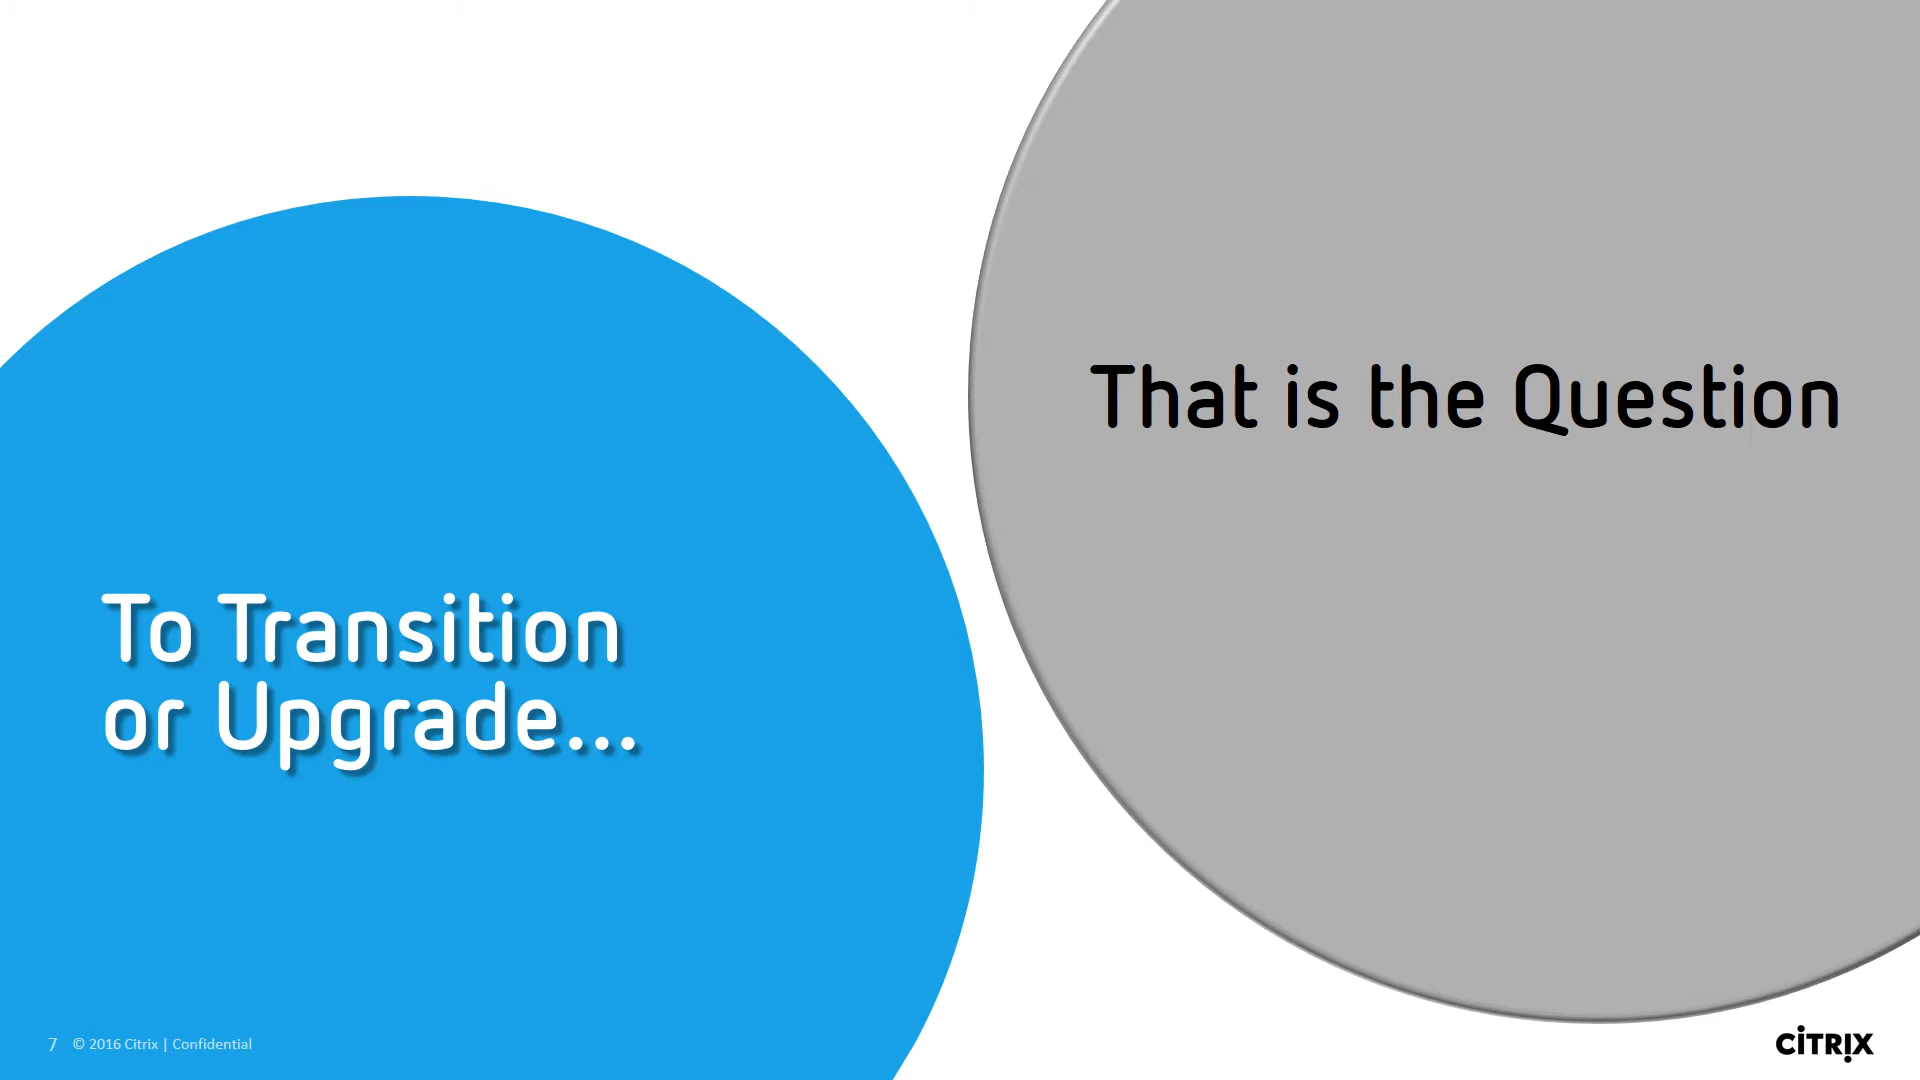 To Transition
or Upgrade...
That is the Question
7 © 2016 Citrix | Confidential
CITRIX